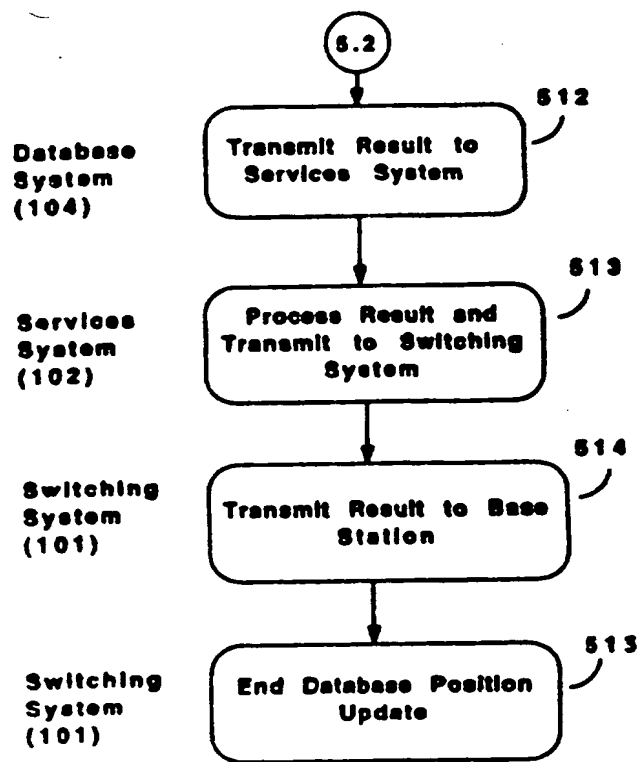 5.2
512
Database
System
(104)
Transmit Result to
Services System
513
Services
System
(102)
Process Result and
Transmit to Switching
System
514
Switching
System
(101)
Transmit Result to Base
Station
515
Switching
System
(101)
End Database Position
Update